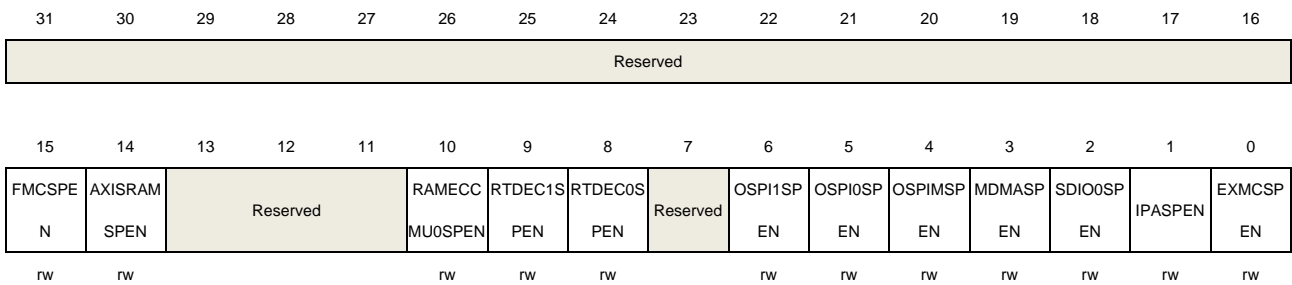 31 30 29 28 27 26 25 24 23 22 21 20 19 18 17 16
Reserved
15 14 13 12 11 10 9 8 7 6 5 4 3 2 1 0
FMCSPE AXISRAM Reserved RAMECC RTDEC1S RTDEC0S Reserved OSPI1SP OSPI0SP OSPIMSP MDMASP SDIO0SP IPASPEN EXMCSP
N SPEN MU0SPEN PEN PEN EN EN EN EN EN EN
rw rw rw rw rw rw rw rw rw rw rw rw